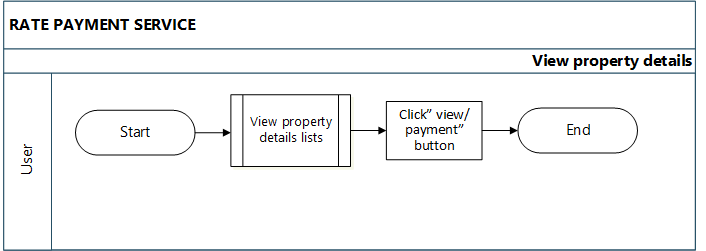 RATE PAYMENT SERVICE
View property details
User
Start
View property
details lists
Click” view/
payment”
button
End